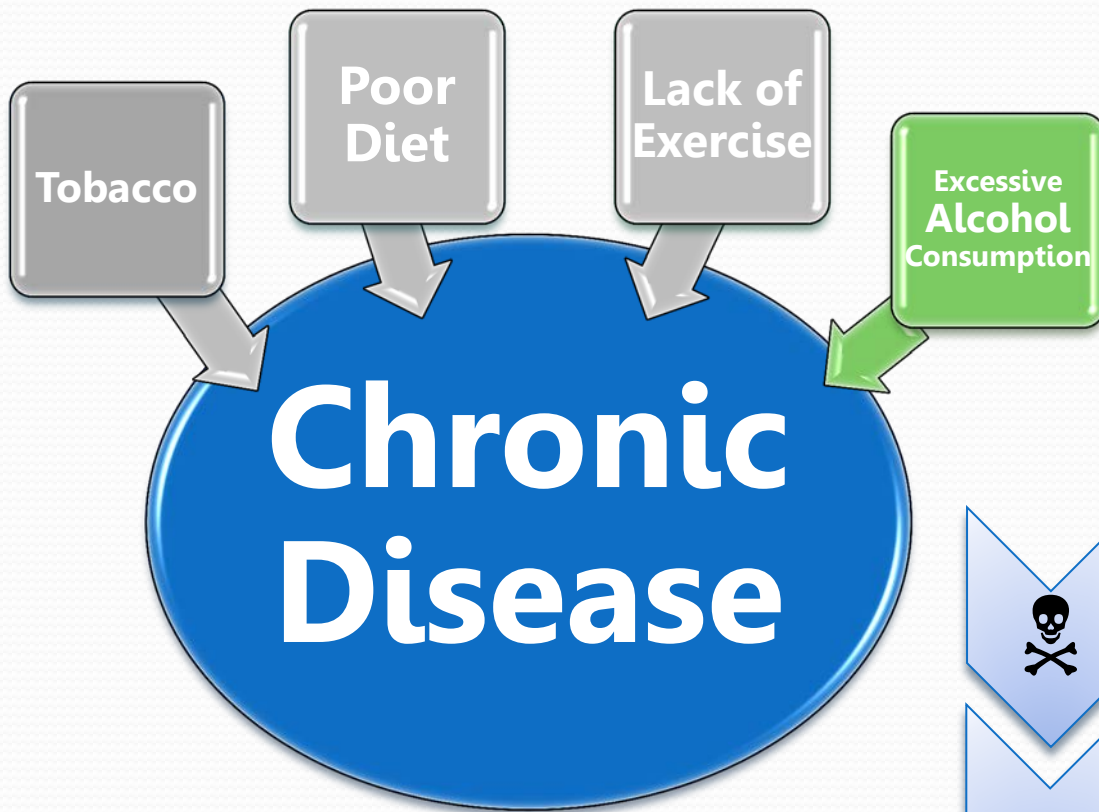 Tobacco
Poor
Diet
Lack of
Exercise
Excessive
Alcohol
Consumption
Chronic
Disease